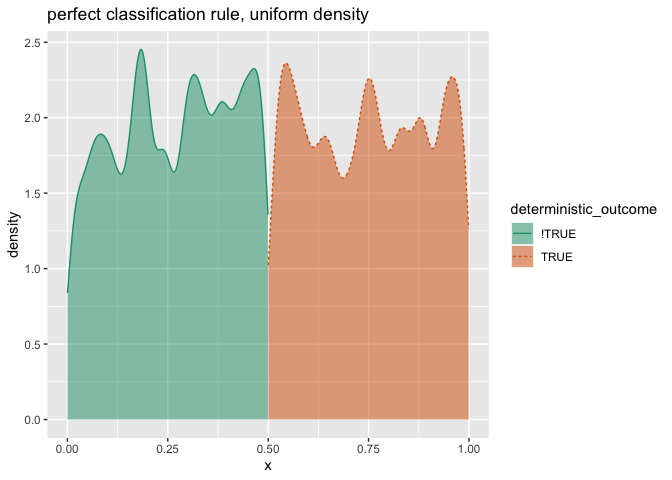 perfect classification rule, uniform density
2.5
2.0
1.5
1.0
0.5
0.0
density
0.00 0.25 0.50 0.75 1.00
x
deterministic_outcome
!TRUE
TRUE